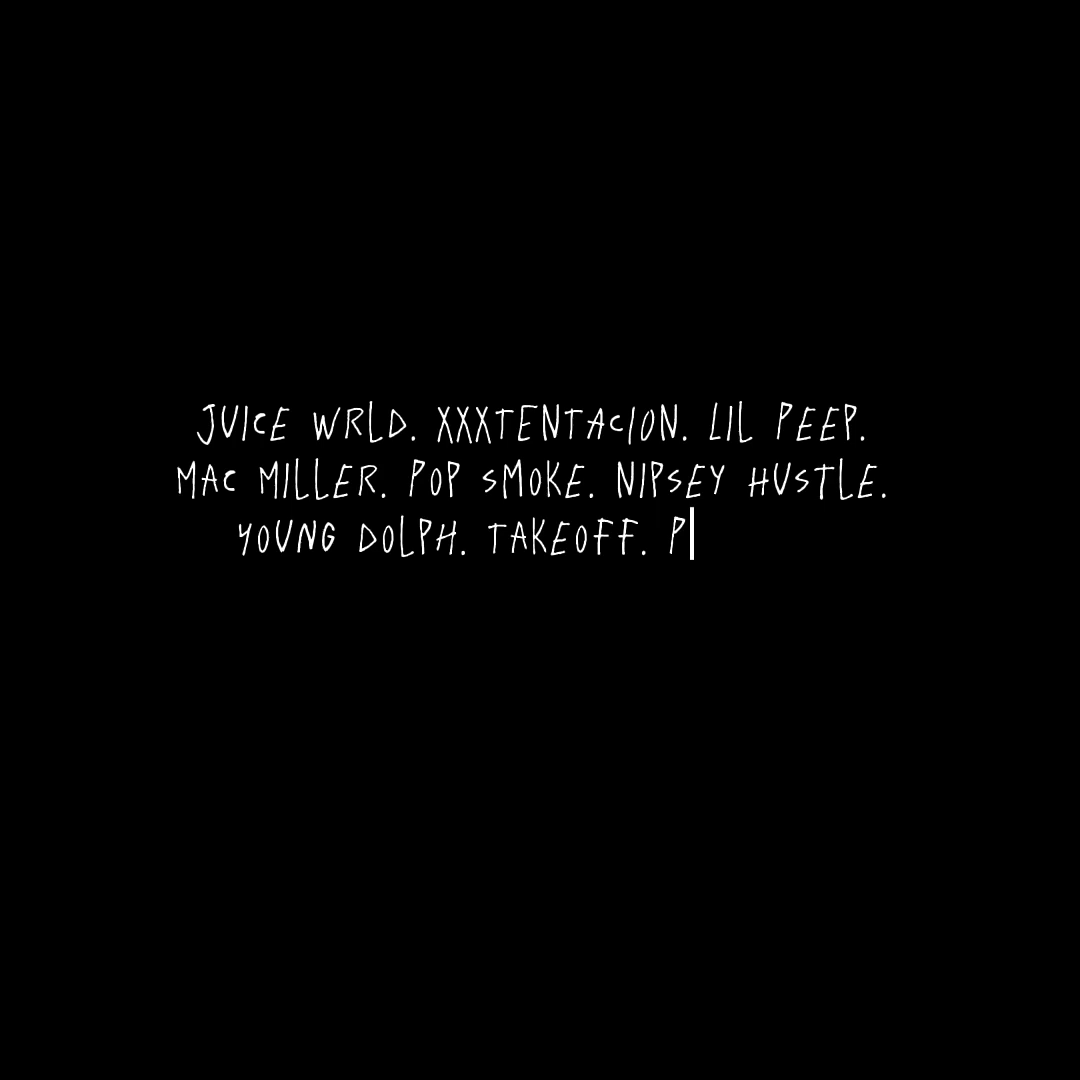 JUICE WRLD. XXXTENTACION. LIL PEEP.
MAC MILLER. POP SMOKE. NIPSEY HUSTLE.
YOUNG DOLPH. TAKEOFF. P